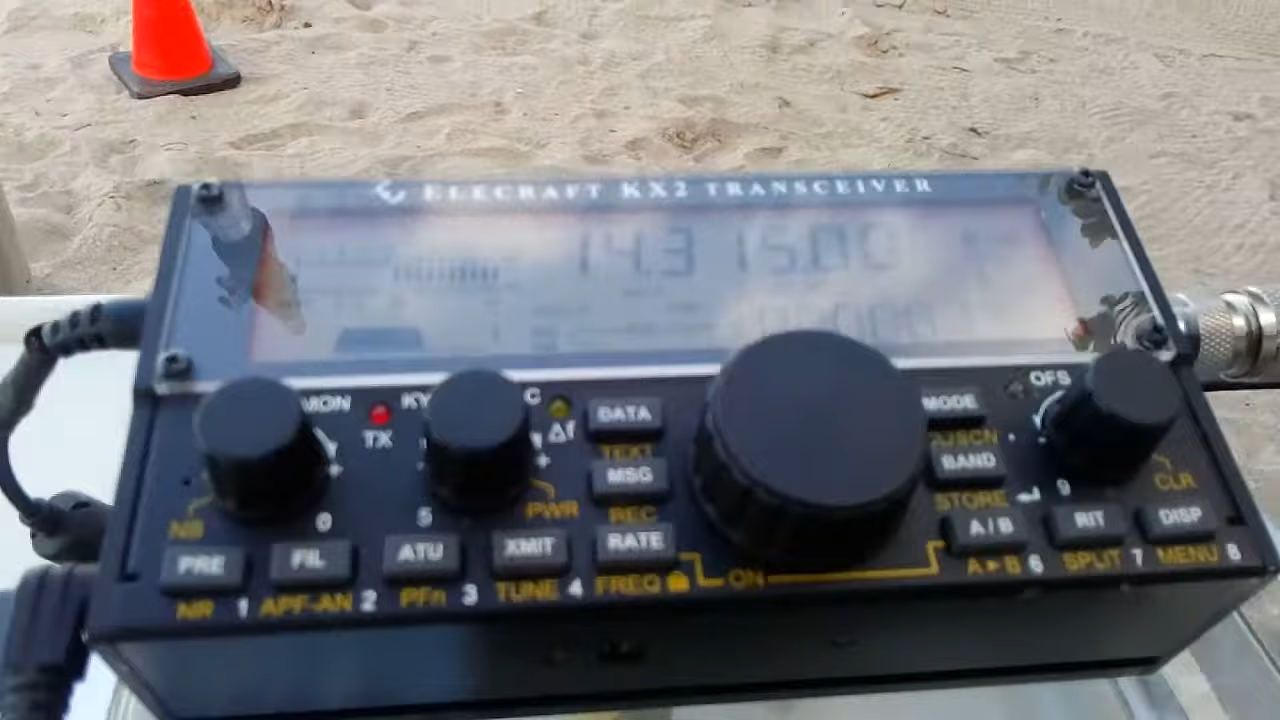 ELECRAFT KX2 TRANSCEIVER
14.315.00
MON
TX
Δf
DATA
TEXT
MSG
REC
RATE
FREQ
MODE
BAND
STORE
OFS
CLR
NB
0
5
PWR
9
PRE
FIL
ATU
XMIT
A/B
RIT
DISP
NR 1 APF-AN 2 PFn 3 TUNE 4
ON
A▸B 6 SPLIT 7 MENU 8